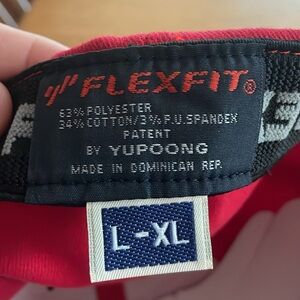 FLEXFIT®
63% POLYESTER
34% COTTON/3% P.U.SPANDEX
PATENT
BY YUPOONG
MADE IN DOMINICAN REP.
L-XL